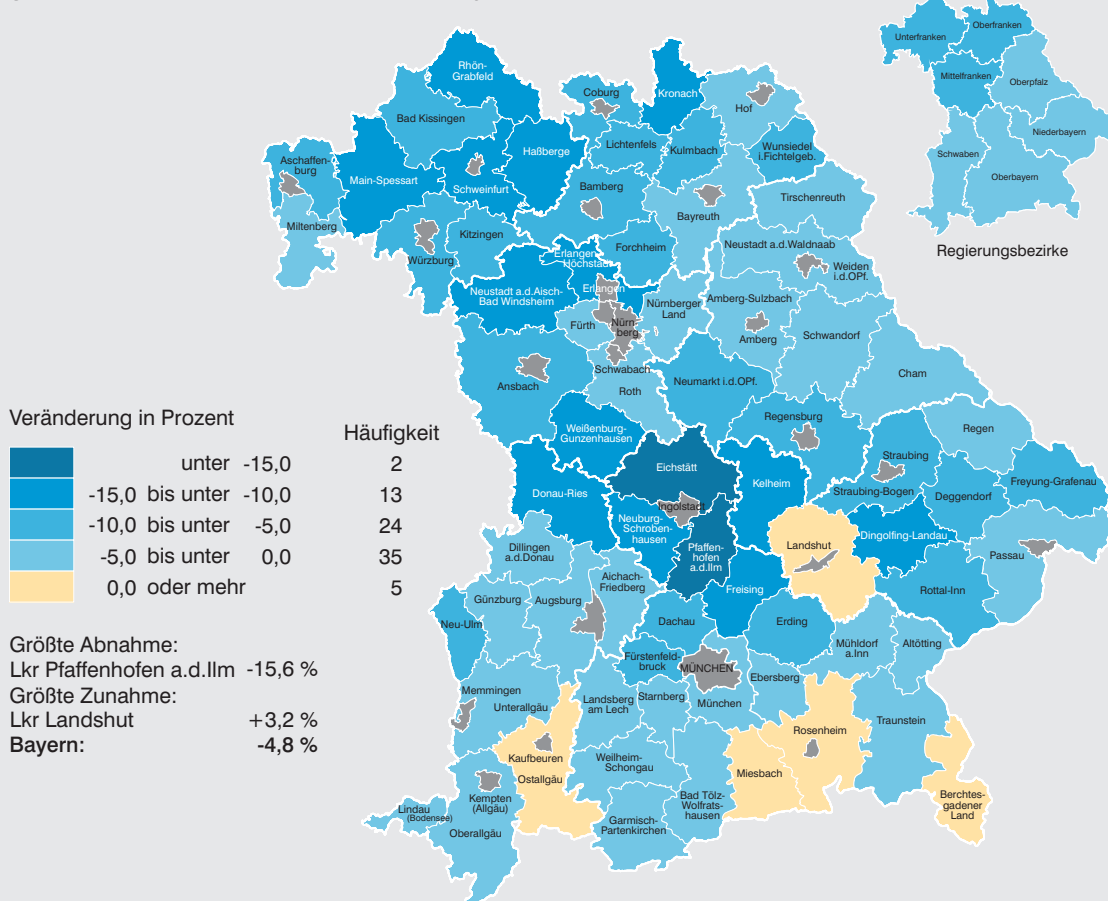 Rhön-
Grabfeld
Coburg
Kronach
Hof
Bad Kissingen
Lichtenfels
Kulmbach
Wunsiedel
i.Fichtelgeb.
Aschaffen-
burg
Main-Spessart
Schweinfurt
Haßberge
Bamberg
Bayreuth
Tirschenreuth
Miltenberg
Würzburg
Kitzingen
Forchheim
Neustadt a.d.Waldnaab
Weiden
i.d.OPf.
Erlangen-
Höchstadt
Erlangen
Neustadt a.d.Aisch-
Bad Windsheim
Fürth
Nürn-
berg
Nürnberger
Land
Amberg-Sulzbach
Amberg
Schwandorf
Schwabach
Roth
Ansbach
Neumarkt i.d.OPf.
Cham
Weißenburg-
Gunzenhausen
Regensburg
Regen
Eichstätt
Straubing
Straubing-Bogen
Donau-Ries
Ingolstadt
Kelheim
Deggendorf
Freyung-Grafenau
Neuburg-
Schroben-
hausen
Pfaffen-
hofen
a.d.Ilm
Landshut
Dingolfing-Landau
Passau
Dillingen
a.d.Donau
Aichach-
Friedberg
Freising
Rottal-Inn
Günzburg
Augsburg
Neu-Ulm
Dachau
Erding
Mühldorf
a.Inn
Altötting
Fürstenfeld-
bruck
MÜNCHEN
Ebersberg
Memmingen
Unterallgäu
Landsberg
am Lech
Starnberg
München
Rosenheim
Traunstein
Kaufbeuren
Ostallgäu
Weilheim-
Schongau
Miesbach
Bad Tölz-
Wolfrats-
hausen
Berchtes-
gadener
Land
Kempten
(Allgäu)
Lindau
(Bodensee)
Oberallgäu
Garmisch-
Partenkirchen
Unterfranken
Oberfranken
Mittelfranken
Oberpfalz
Niederbayern
Schwaben
Oberbayern
Regierungsbezirke
Veränderung in Prozent
Häufigkeit
unter -15,0 2
-15,0 bis unter -10,0 13
-10,0 bis unter -5,0 24
-5,0 bis unter 0,0 35
0,0 oder mehr 5
Größte Abnahme:
Lkr Pfaffenhofen a.d.Ilm -15,6 %
Größte Zunahme:
Lkr Landshut +3,2 %
Bayern: -4,8 %